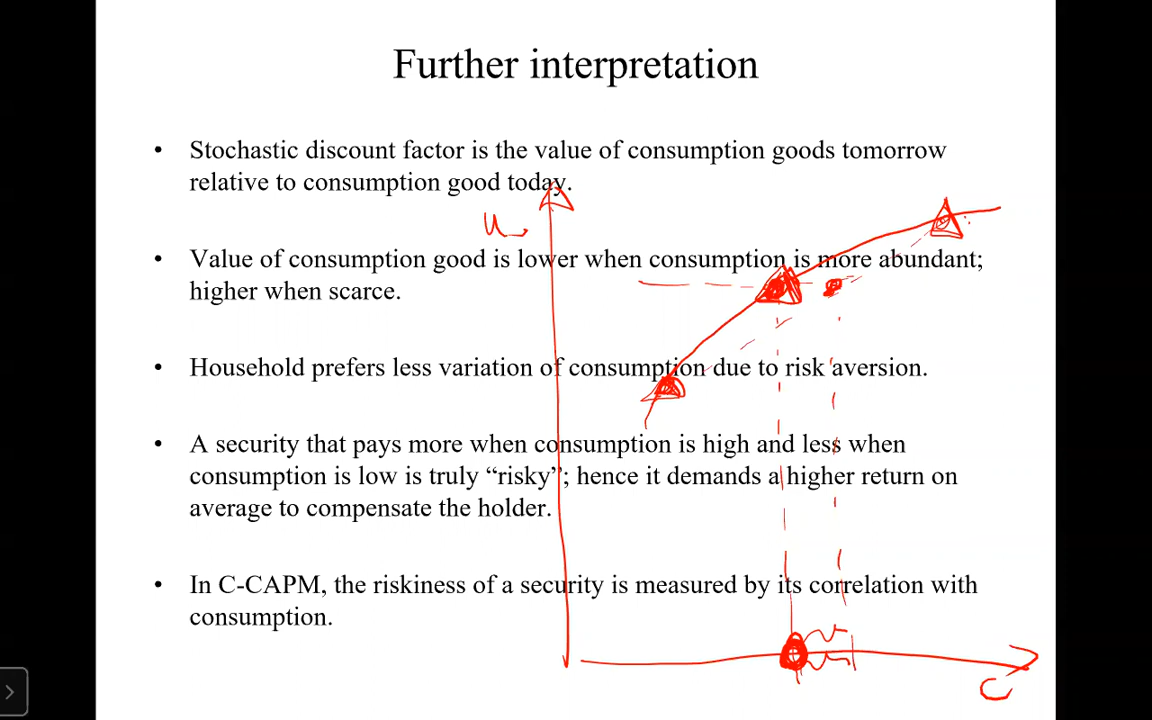 Further interpretation
• Stochastic discount factor is the value of consumption goods tomorrow
relative to consumption good today.
u
• Value of consumption good is lower when consumption is more abundant;
higher when scarce.
• Household prefers less variation of consumption due to risk aversion.
• A security that pays more when consumption is high and less when
consumption is low is truly “risky”; hence it demands a higher return on
average to compensate the holder.
• In C-CAPM, the riskiness of a security is measured by its correlation with
consumption.
C